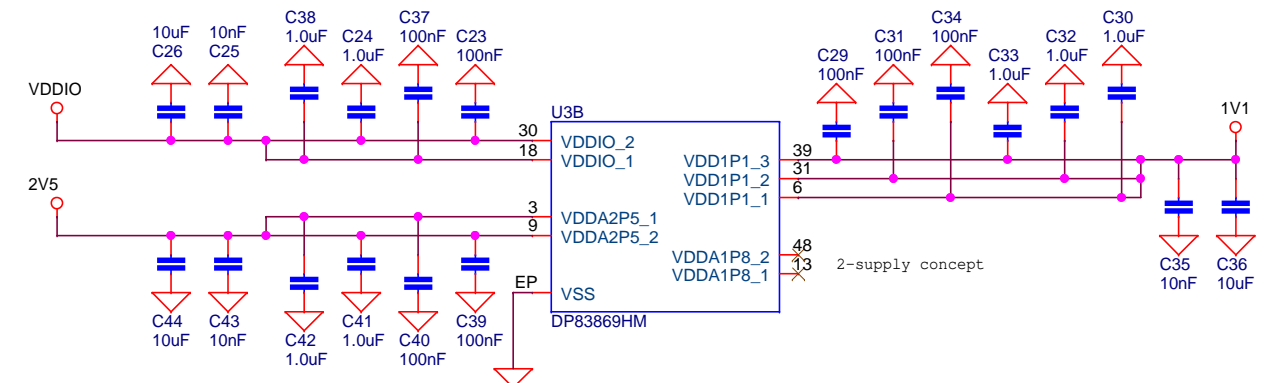 C38
1.0uF
C37
100nF
10uF
C26
10nF
C25
C24
1.0uF
C23
100nF
C34
100nF
C30
1.0uF
C31
100nF
C32
1.0uF
C29
100nF
C33
1.0uF
VDDIO
1V1
U3B
30
VDDIO_2
18
VDDIO_1
39
VDD1P1_3
31
VDD1P1_2
6
VDD1P1_1
2V5
3
VDDA2P5_1
9
VDDA2P5_2
48
VDDA1P8_2
13
VDDA1P8_1
2-supply concept
EP
VSS
DP83869HM
C35
10nF
C36
10uF
C44
10uF
C43
10nF
C42
1.0uF
C41
1.0uF
C40
100nF
C39
100nF